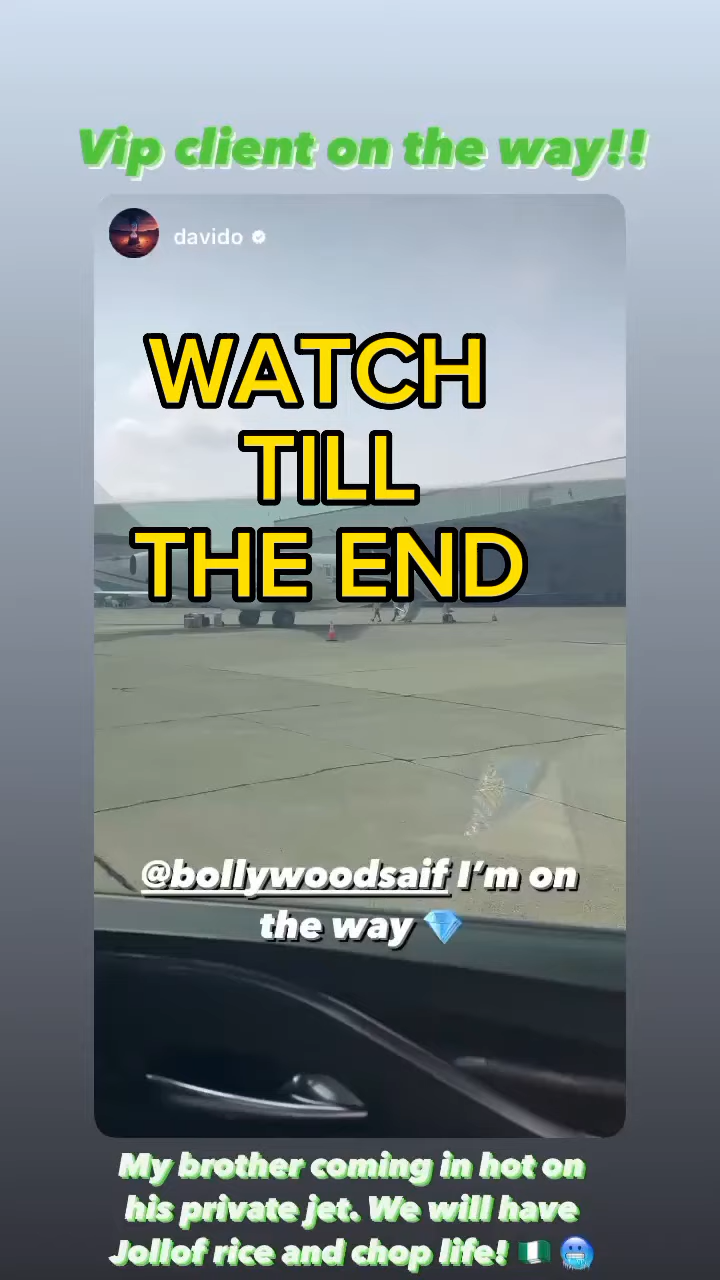 Vip client on the way!!
davido
WATCH
TILL
THE END
@bollywoodsaif I'm on
the way 💎
My brother coming in hot on
his private jet. We will have
Jollof rice and chop life! 🇳🇬 🥶